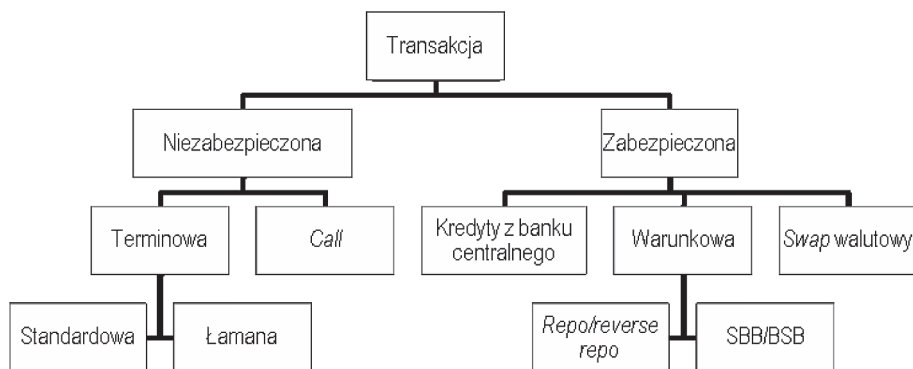 Transakcja
Niezabezpieczona
Zabezpieczona
Terminowa
Call
Kredyty z banku
centralnego
Warunkowa
Swap walutowy
Standardowa
Łamana
Repo/reverse
repo
SBB/BSB